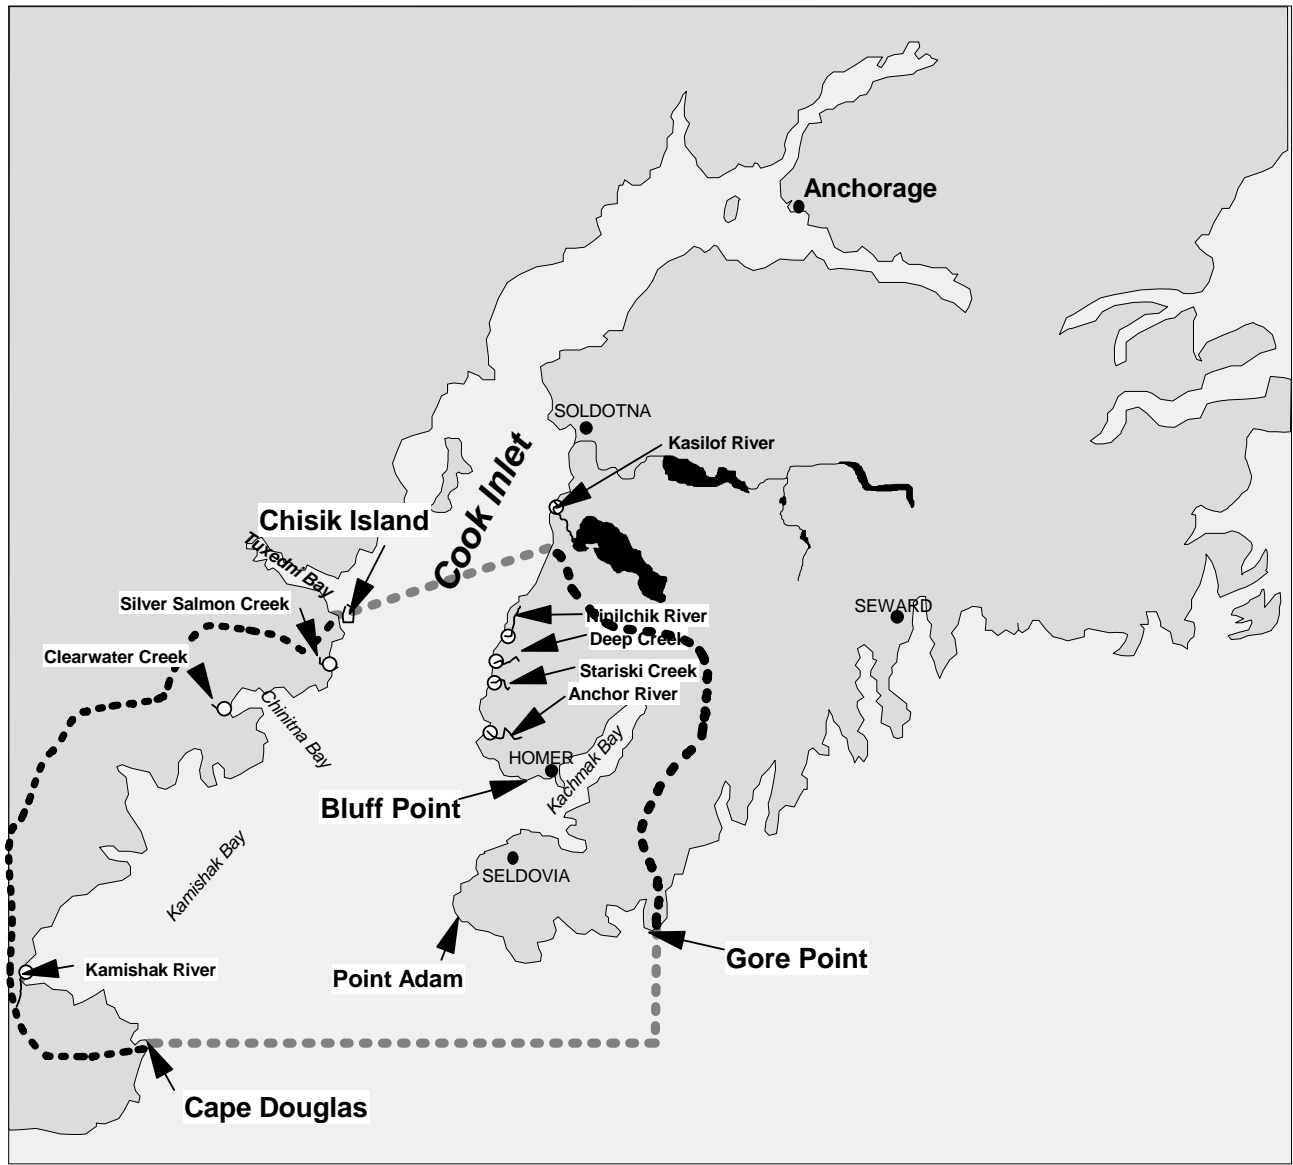 Anchorage
SOLDOTNA
Kasilof River
Cook Inlet
Chisik Island
Tuxedni Bay
Silver Salmon Creek
SEWARD
Ninilchik River
Deep Creek
Clearwater Creek
Stariski Creek
Anchor River
Chinitna Bay
HOMER
Kachmak Bay
Bluff Point
Kamishak Bay
SELDOVIA
Gore Point
Kamishak River
Point Adam
Cape Douglas